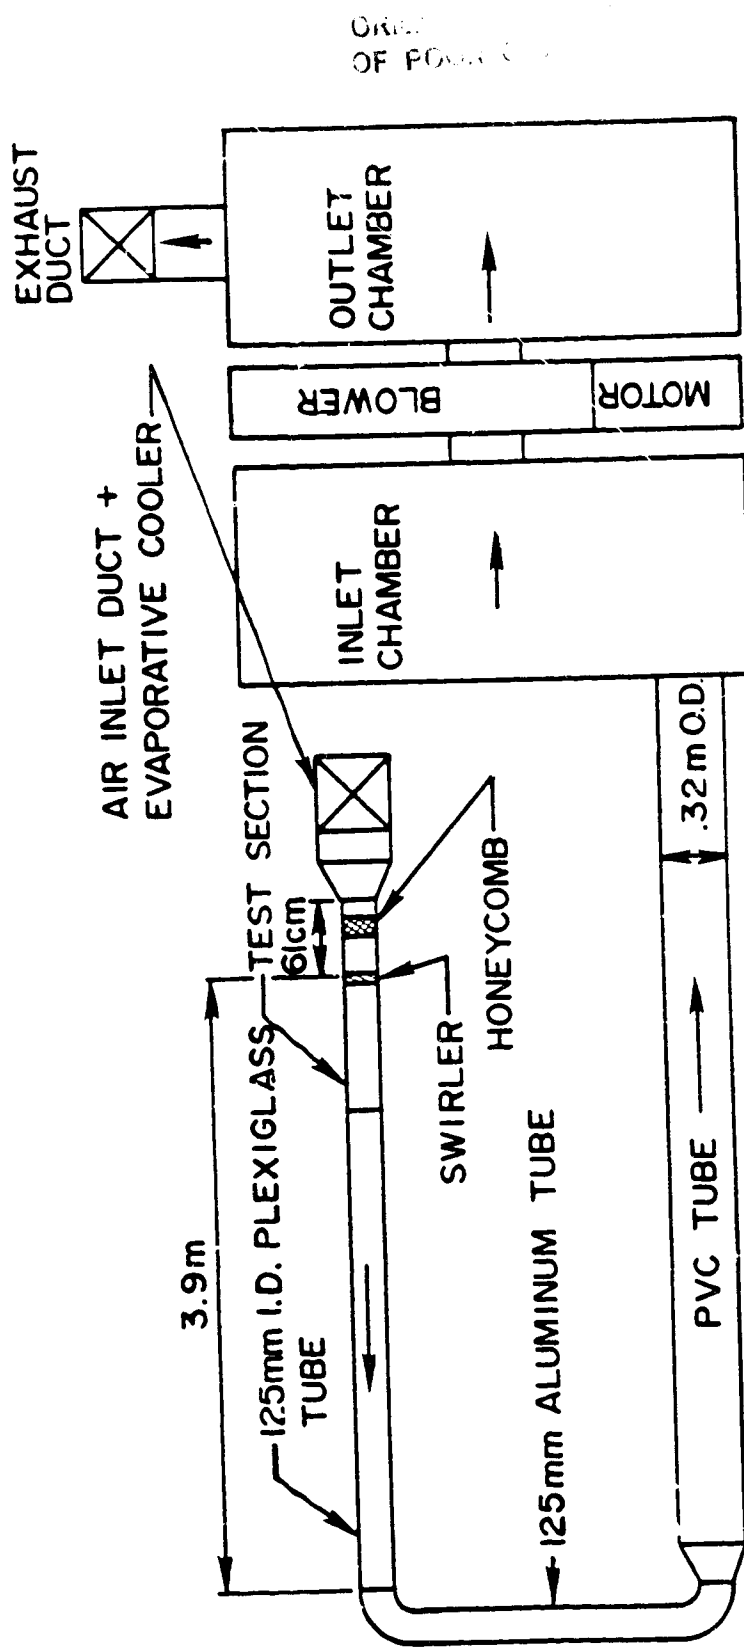 OF
EXHAUST
DUCT
AIR INLET DUCT +
EVAPORATIVE COOLER
OUTLET
CHAMBER
BLOWER
MOTOR
INLET
CHAMBER
TEST SECTION
61cm
HONEYCOMB
SWIRLER
3.9m
125mm I.D. PLEXIGLASS
TUBE
125mm ALUMINUM TUBE
PVC TUBE
.32m O.D.